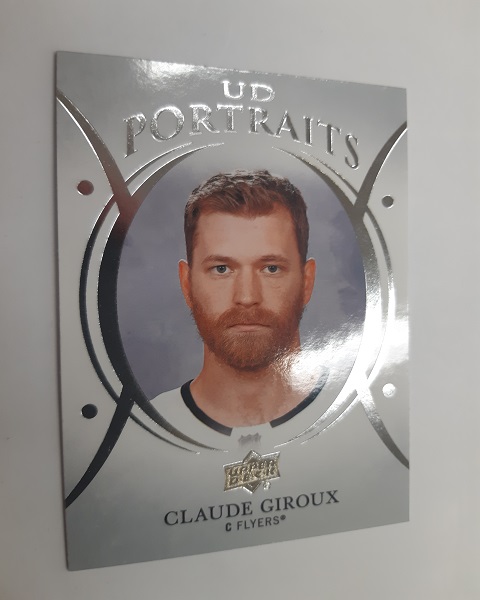 UD
PORTRAITS
UPPER
DECK
CLAUDE GIROUX
C FLYERS®